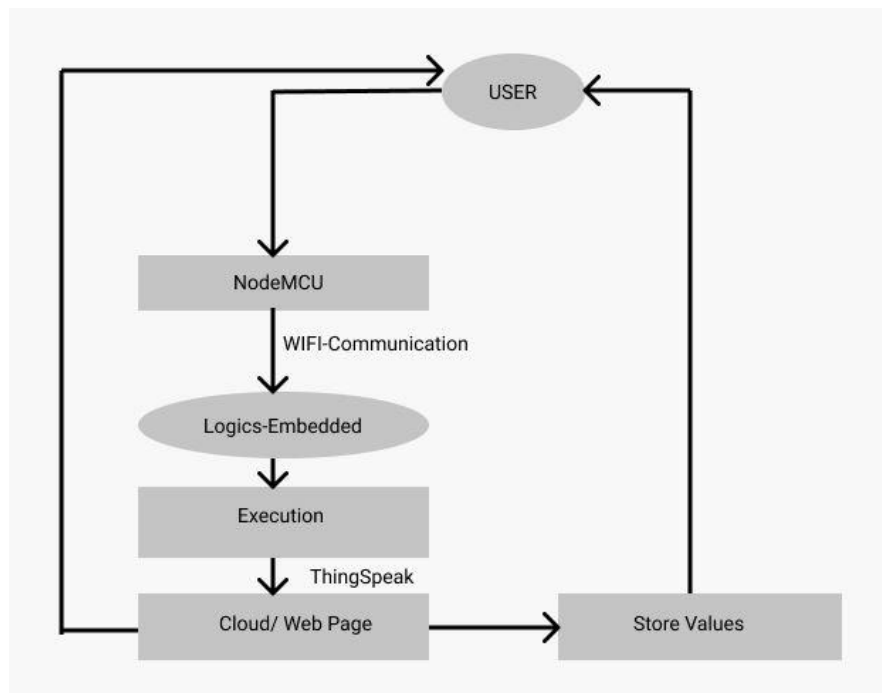 USER
NodeMCU
WIFI-Communication
Logics-Embedded
Execution
ThingSpeak
Cloud/ Web Page
Store Values